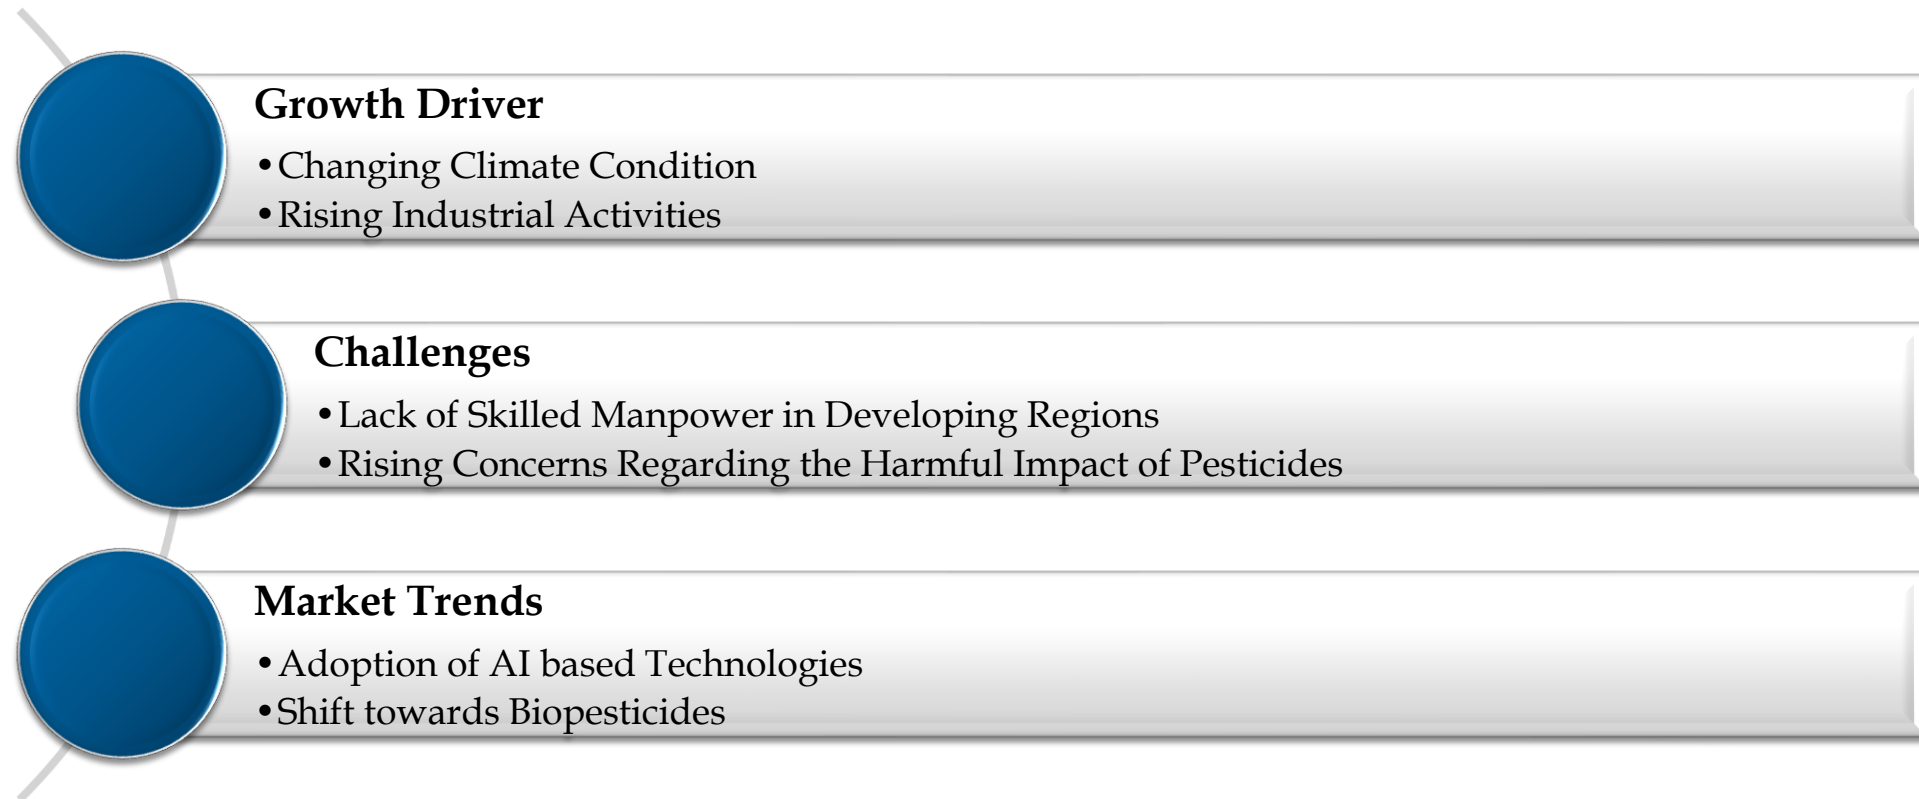 Growth Driver
•Changing Climate Condition
•Rising Industrial Activities
Challenges
•Lack of Skilled Manpower in Developing Regions
•Rising Concerns Regarding the Harmful Impact of Pesticides
Market Trends
•Adoption of AI based Technologies
•Shift towards Biopesticides